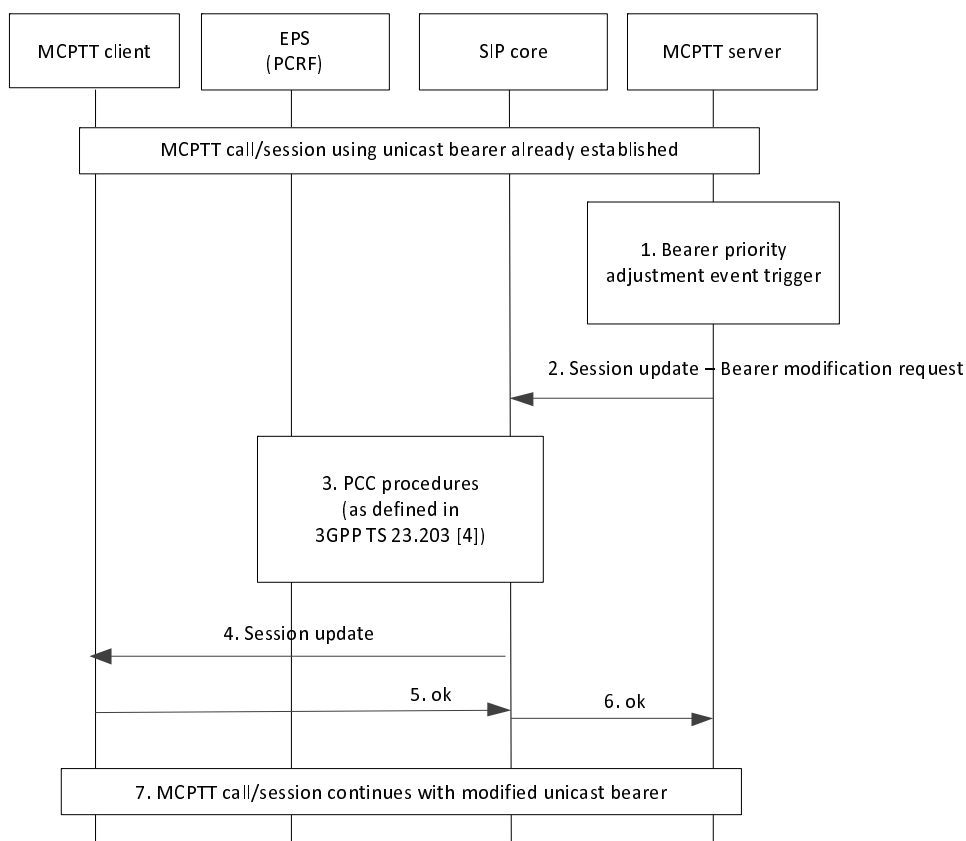 MCPTT client
EPS
(PCRF)
SIP core
MCPTT server
MCPTT call/session using unicast bearer already established
1. Bearer priority
adjustment event trigger
2. Session update – Bearer modification request
3. PCC procedures
(as defined in
3GPP TS 23.203 [4])
4. Session update
5. ok
6. ok
7. MCPTT call/session continues with modified unicast bearer